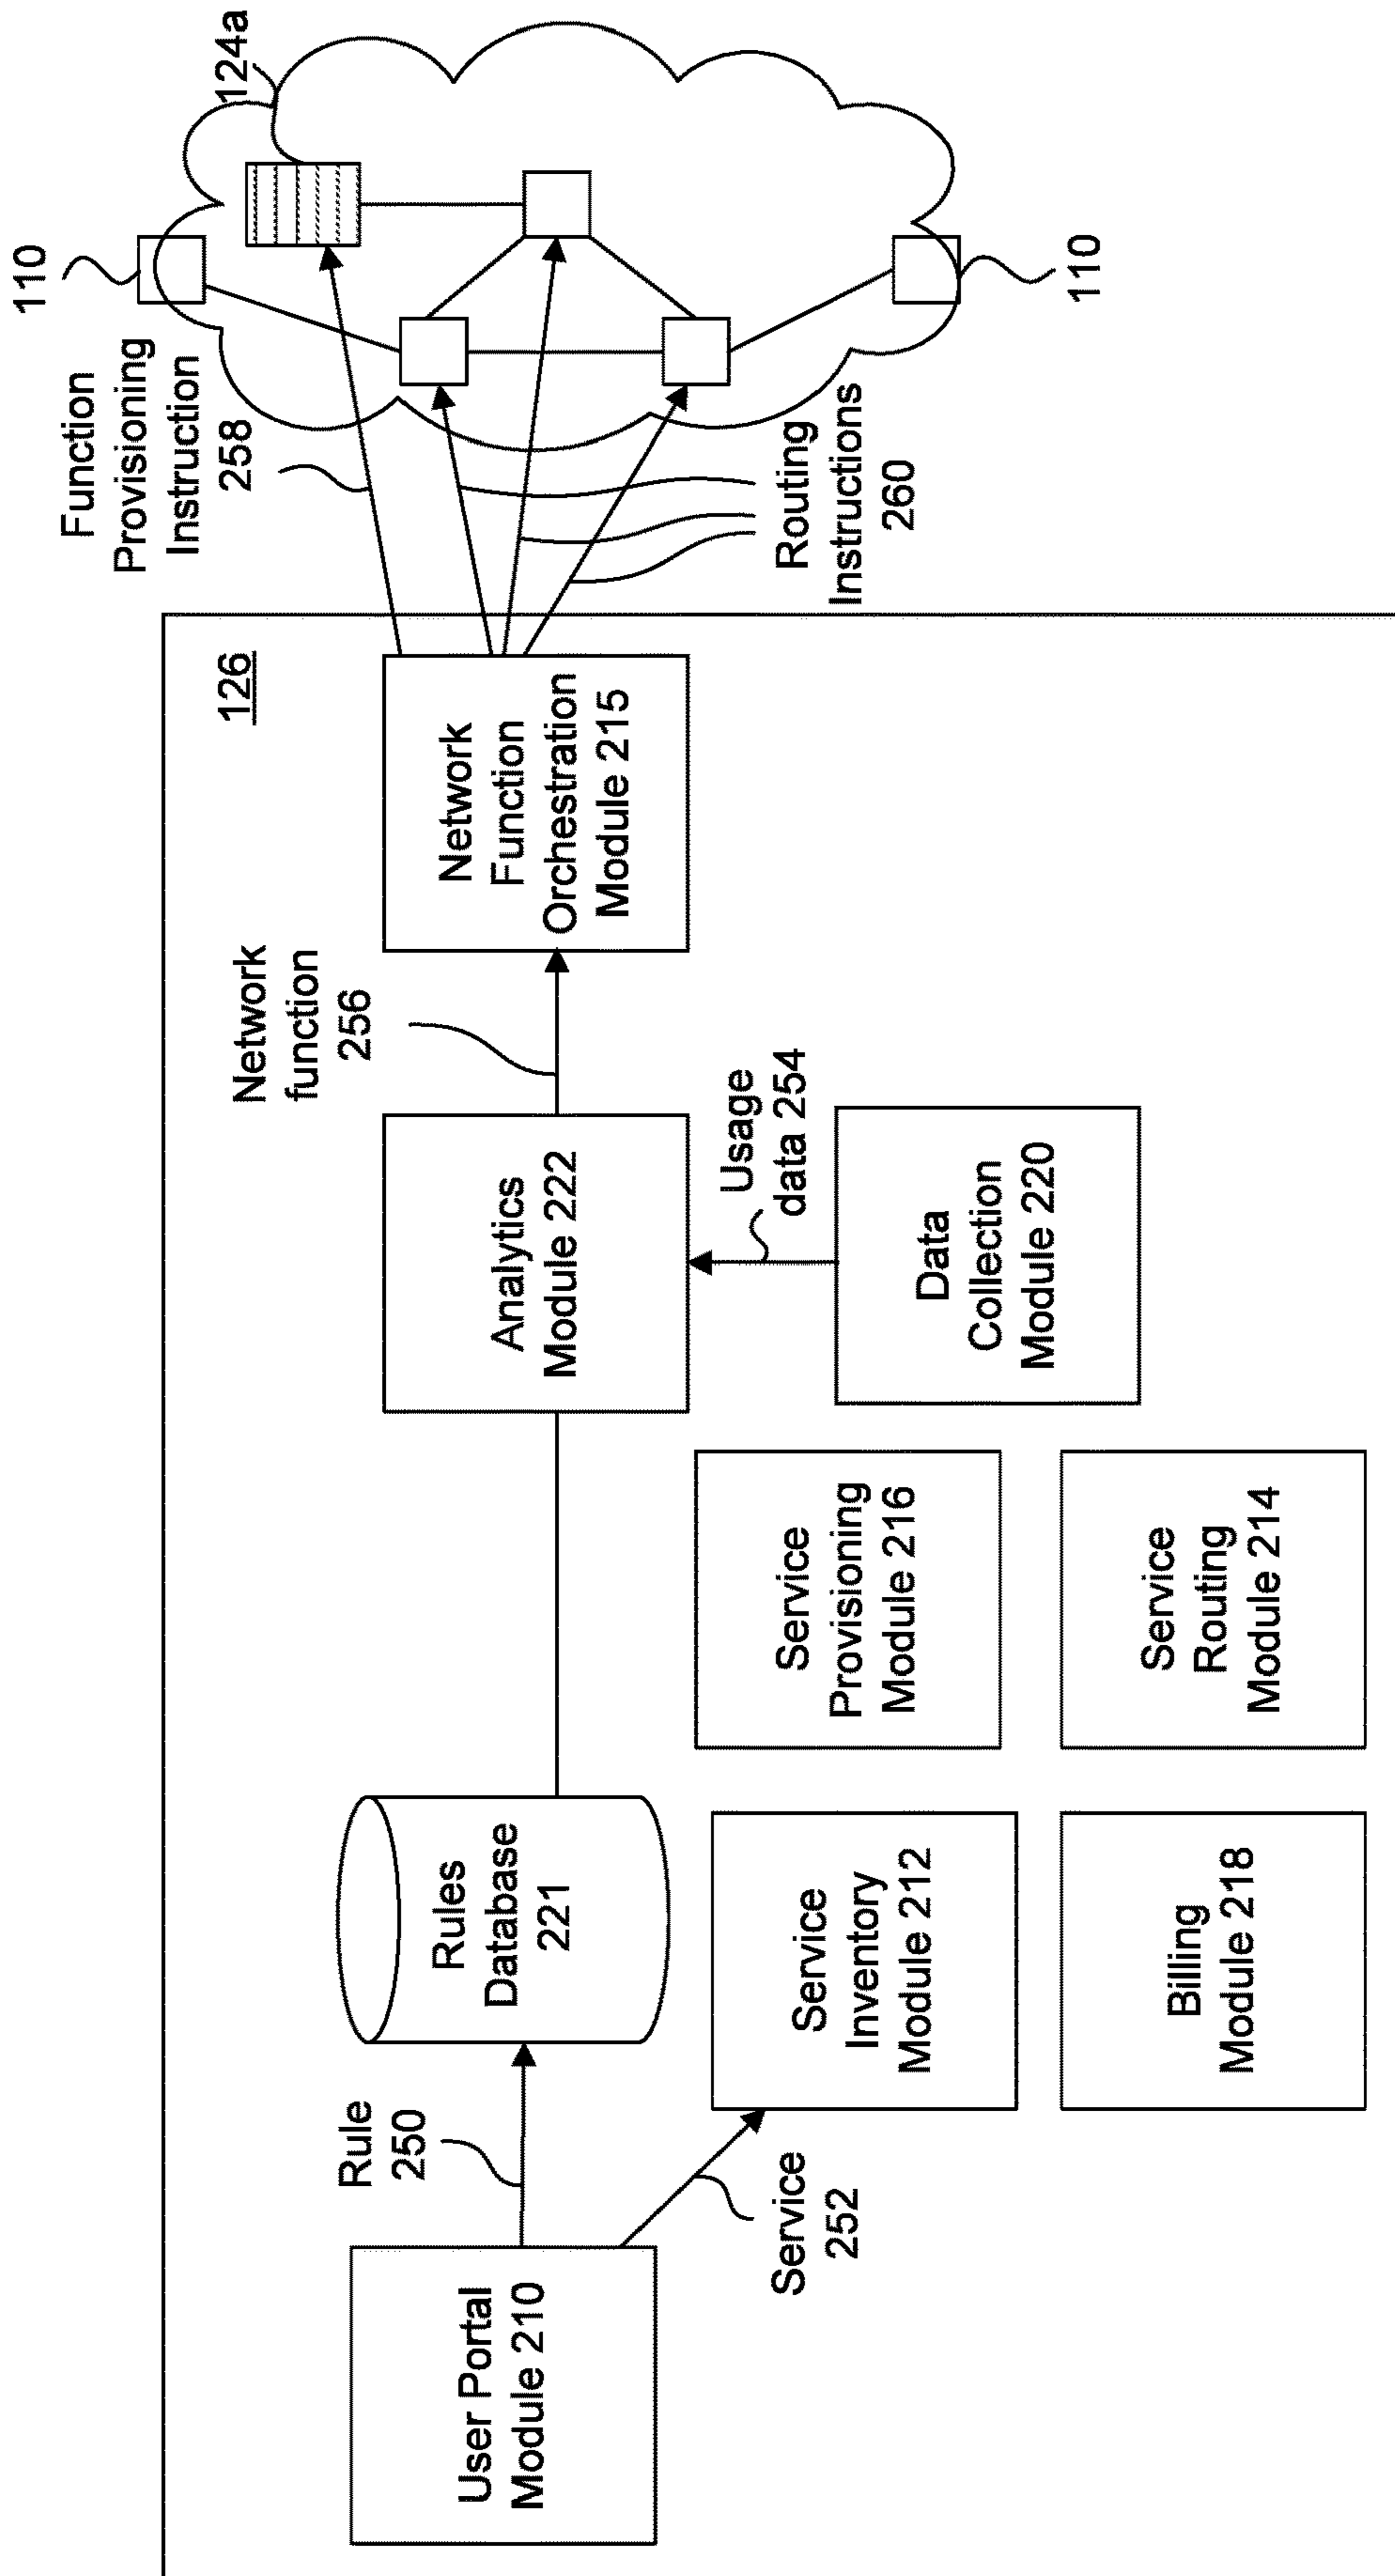 126
User Portal
Module 210
Rule
250
Service
252
Rules
Database
221
Service
Inventory
Module 212
Billing
Module 218
Service
Provisioning
Module 216
Service
Routing
Module 214
Analytics
Module 222
Usage
data 254
Data
Collection
Module 220
Network
function
256
Network
Function
Orchestration
Module 215
Function
Provisioning
Instruction
258
Routing
Instructions
260
110
124a
110